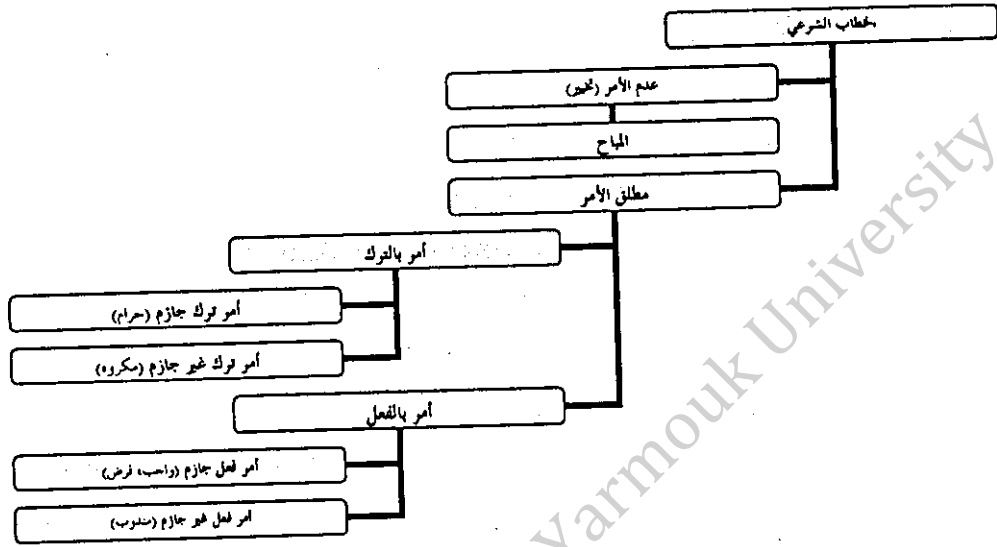 خطاب الشرعي
عدم الأمر (تخيير)
المباح
مطلق الأمر
أمر بالترك
أمر ترك جازم (حرام)
أمر ترك غير جازم (مكروه)
أمر بالفعل
أمر فعل جازم (واجب، فرض)
أمر فعل غير جازم (مندوب)
Yarmouk University